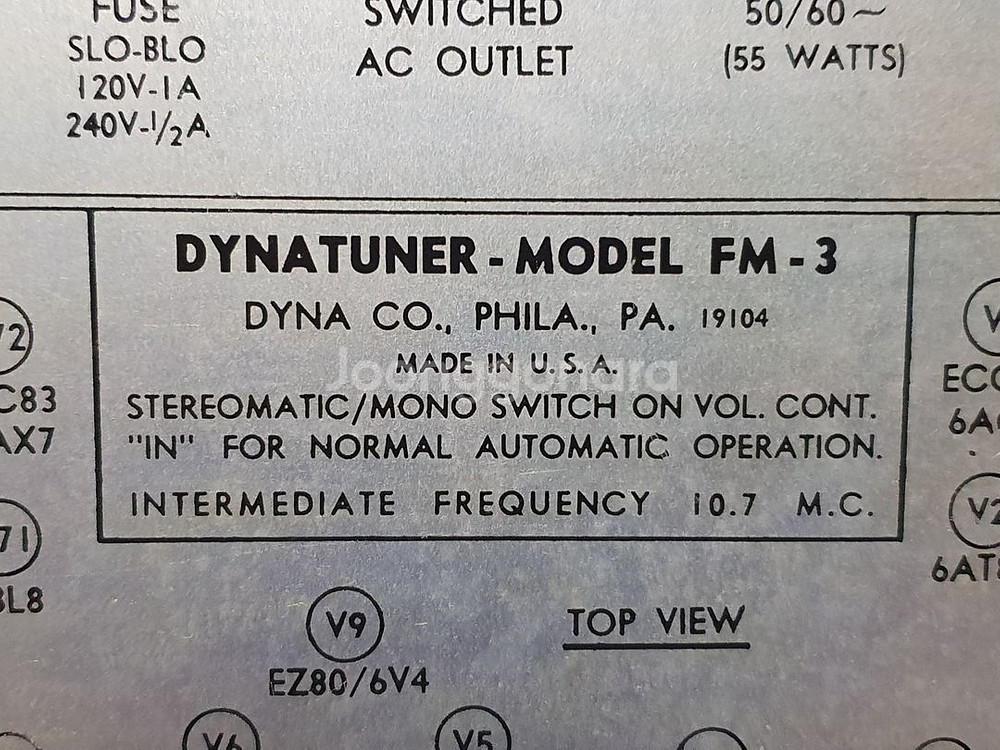 FUSE
SLO-BLO
120V-1A
240V-1/2A
SWITCHED
AC OUTLET
50/60~
(55 WATTS)
DYNATUNER - MODEL FM - 3
DYNA CO., PHILA., PA. 19104
MADE IN U. S. A.
Joonggonara
STEREOMATIC/MONO SWITCH ON VOL. CONT.
"IN" FOR NORMAL AUTOMATIC OPERATION.
INTERMEDIATE FREQUENCY 10.7 M.C.
V9
EZ80/6V4
TOP VIEW
V6
V5